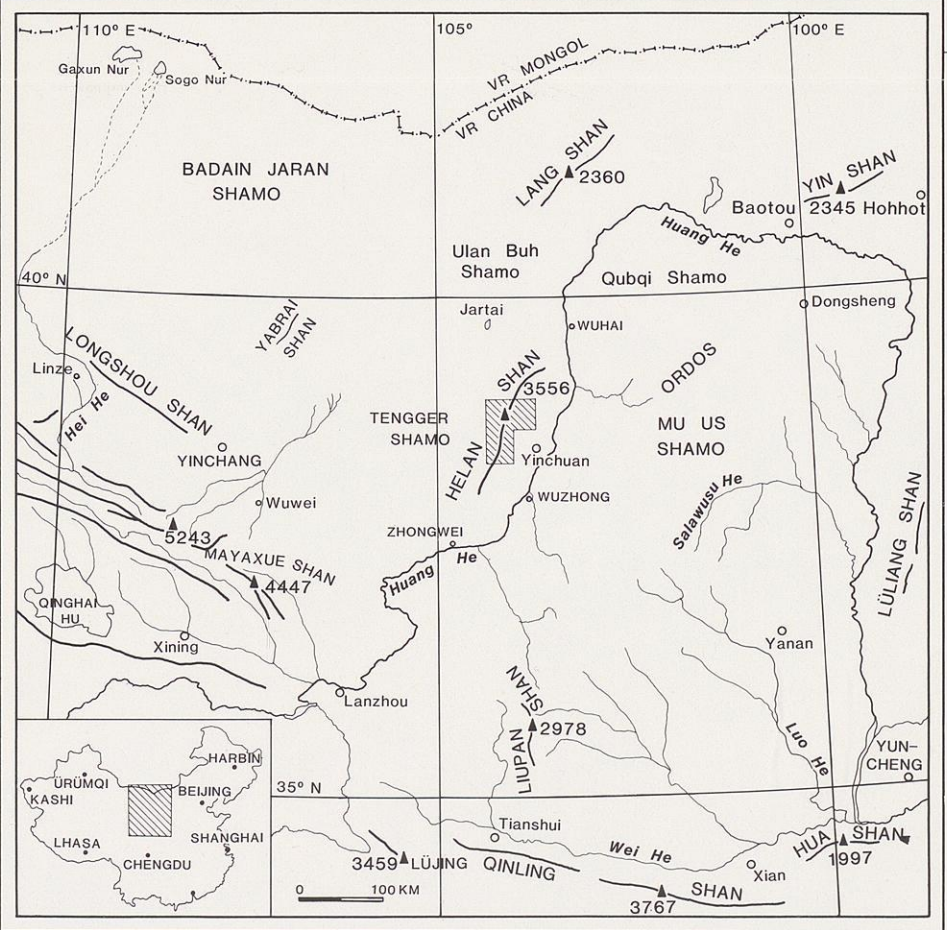 110° E
105°
100° E
Gaxun Nur
Sogo Nur
VR MONGOL
VR CHINA
BADAIN JARAN
SHAMO
LANG SHAN
2360
YIN SHAN
2345
Hohhot
Baotou
Huang He
Ulan Buh
Shamo
Qubqi Shamo
40° N
Dongsheng
Jartai
WUHAI
YABRAI
SHAN
LONGSHOU SHAN
Linze
Hei He
ORDOS
HELAN SHAN
3556
TENGGER
SHAMO
MU US
SHAMO
YINCHANG
Yinchuan
Wuwei
WUZHONG
Salawusu He
LÜLIANG SHAN
5243
ZHONGWEI
MAYAXUE SHAN
4447
Huang He
QINGHAI
HU
Xining
Yanan
Lanzhou
LIUPAN SHAN
2978
Luo He
YUN-
CHENG
HARBIN
ÜRÜMQI
KASHI
BEIJING
LHASA
SHANGHAI
CHENGDU
35° N
Tianshui
Wei He
HUA SHAN
1997
3459
LÜJING
QINLING SHAN
Xian
3767
0 100 KM